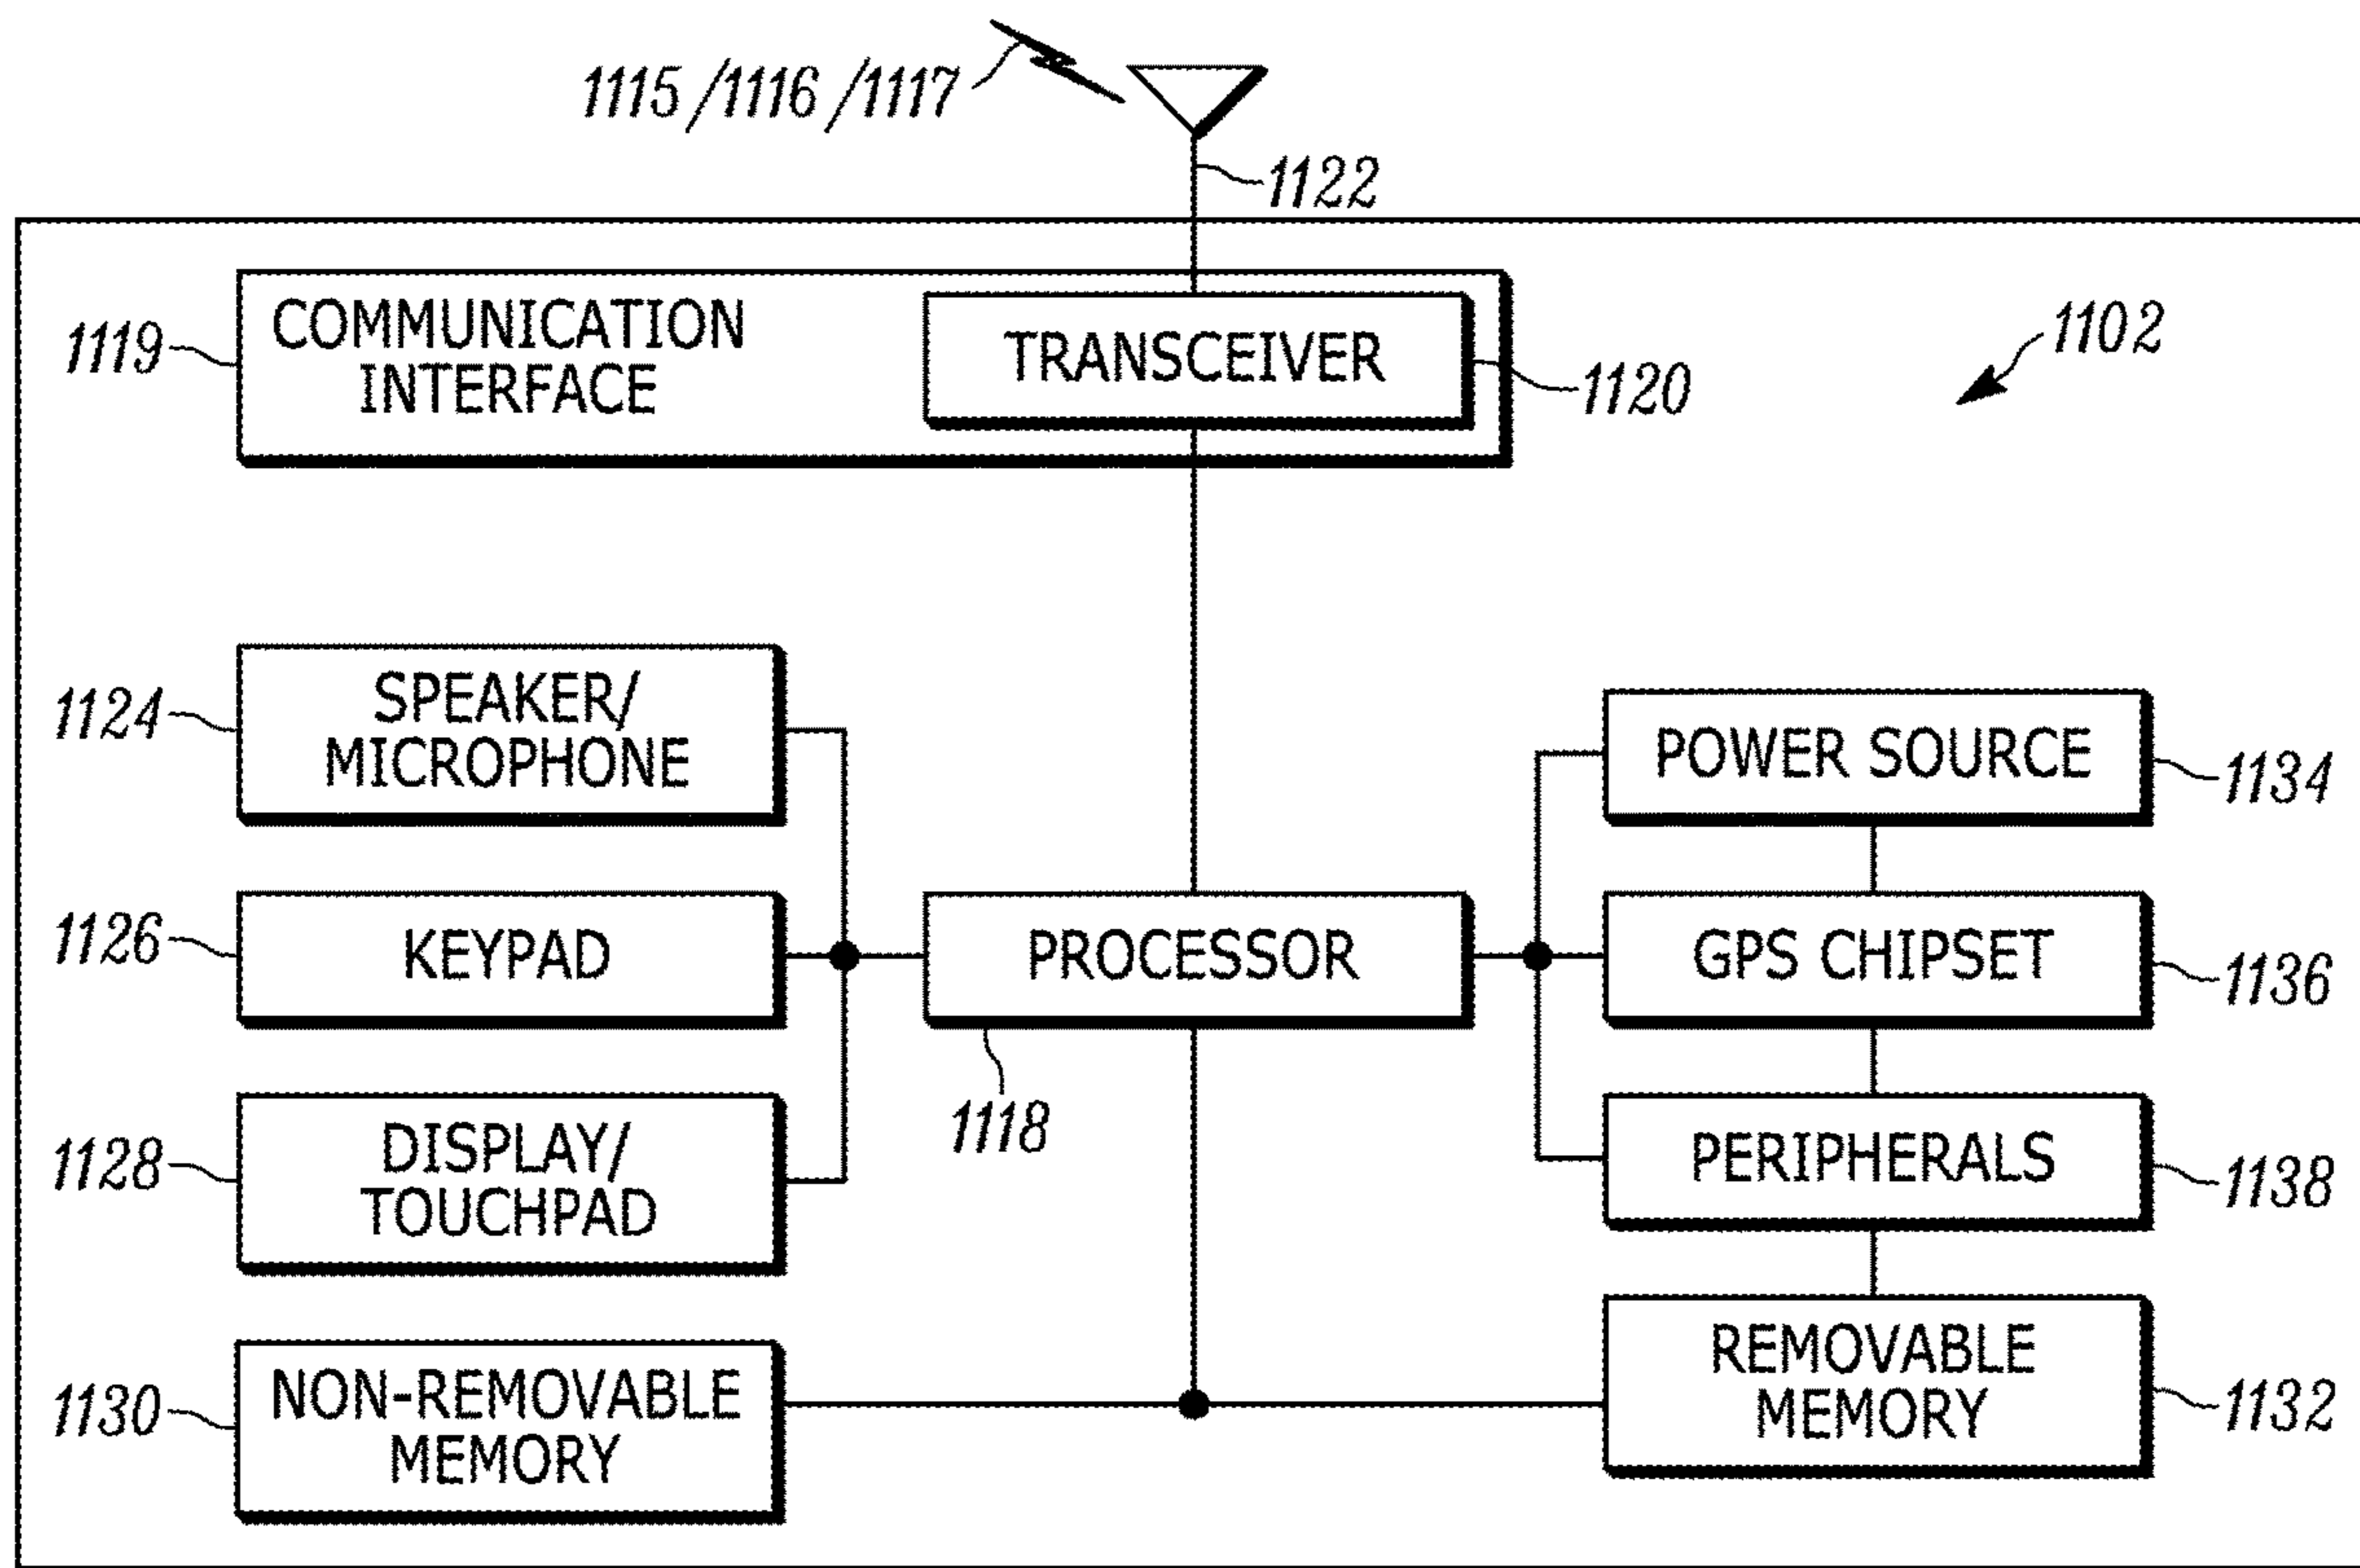 1115/1116/1117
1122
COMMUNICATION
INTERFACE
TRANSCEIVER
1119
1120
1102
SPEAKER/
MICROPHONE
1124
POWER SOURCE
1134
KEYPAD
1126
PROCESSOR
1118
GPS CHIPSET
1136
DISPLAY/
TOUCHPAD
1128
PERIPHERALS
1138
NON-REMOVABLE
MEMORY
1130
REMOVABLE
MEMORY
1132